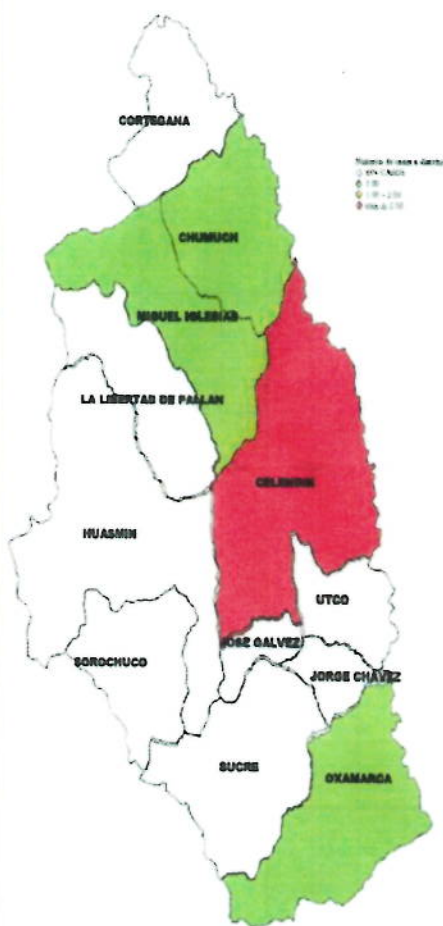 CORTEGANA
CHUMUCH
MIGUEL IGLESIAS
LA LIBERTAD DE PALLAN
CELENDIN
HUASMIN
UTCO
JOSE GALVEZ
SOROCHUCO
JORGE CHAVEZ
SUCRE
OXAMARCA